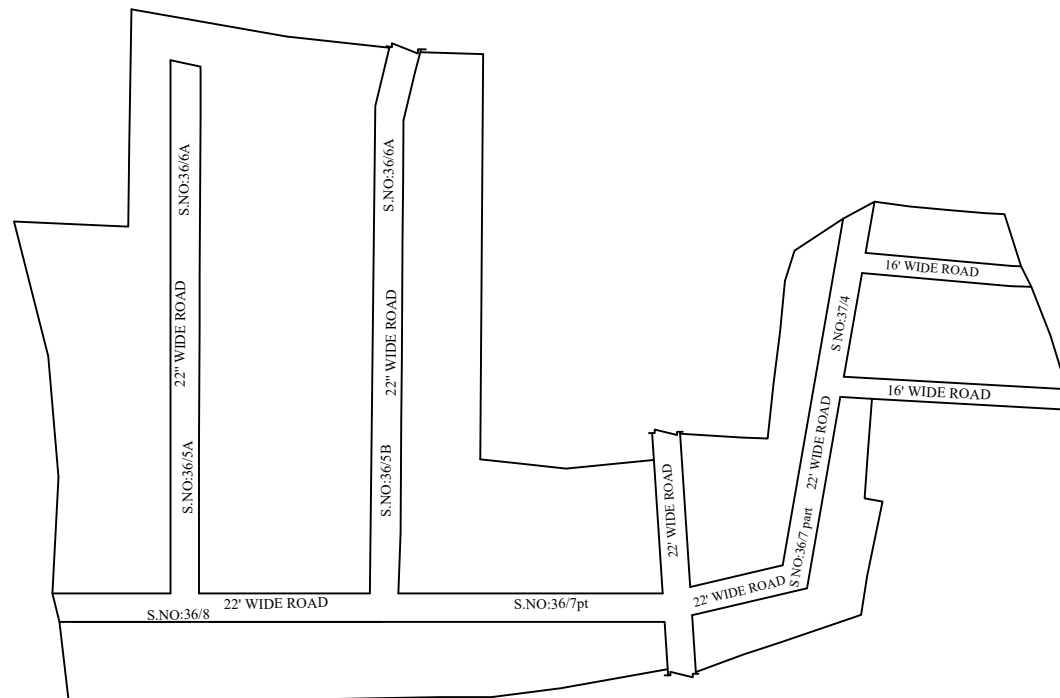 S.NO:36/6A
S.NO:36/6A
22" WIDE ROAD
22" WIDE ROAD
S.NO:36/5A
S.NO:36/5B
S.NO:36/8
22' WIDE ROAD
S.NO:36/7pt
22' WIDE ROAD
22' WIDE ROAD
S NO:36/7 part
22' WIDE ROAD
S NO:37/4
16' WIDE ROAD
16' WIDE ROAD